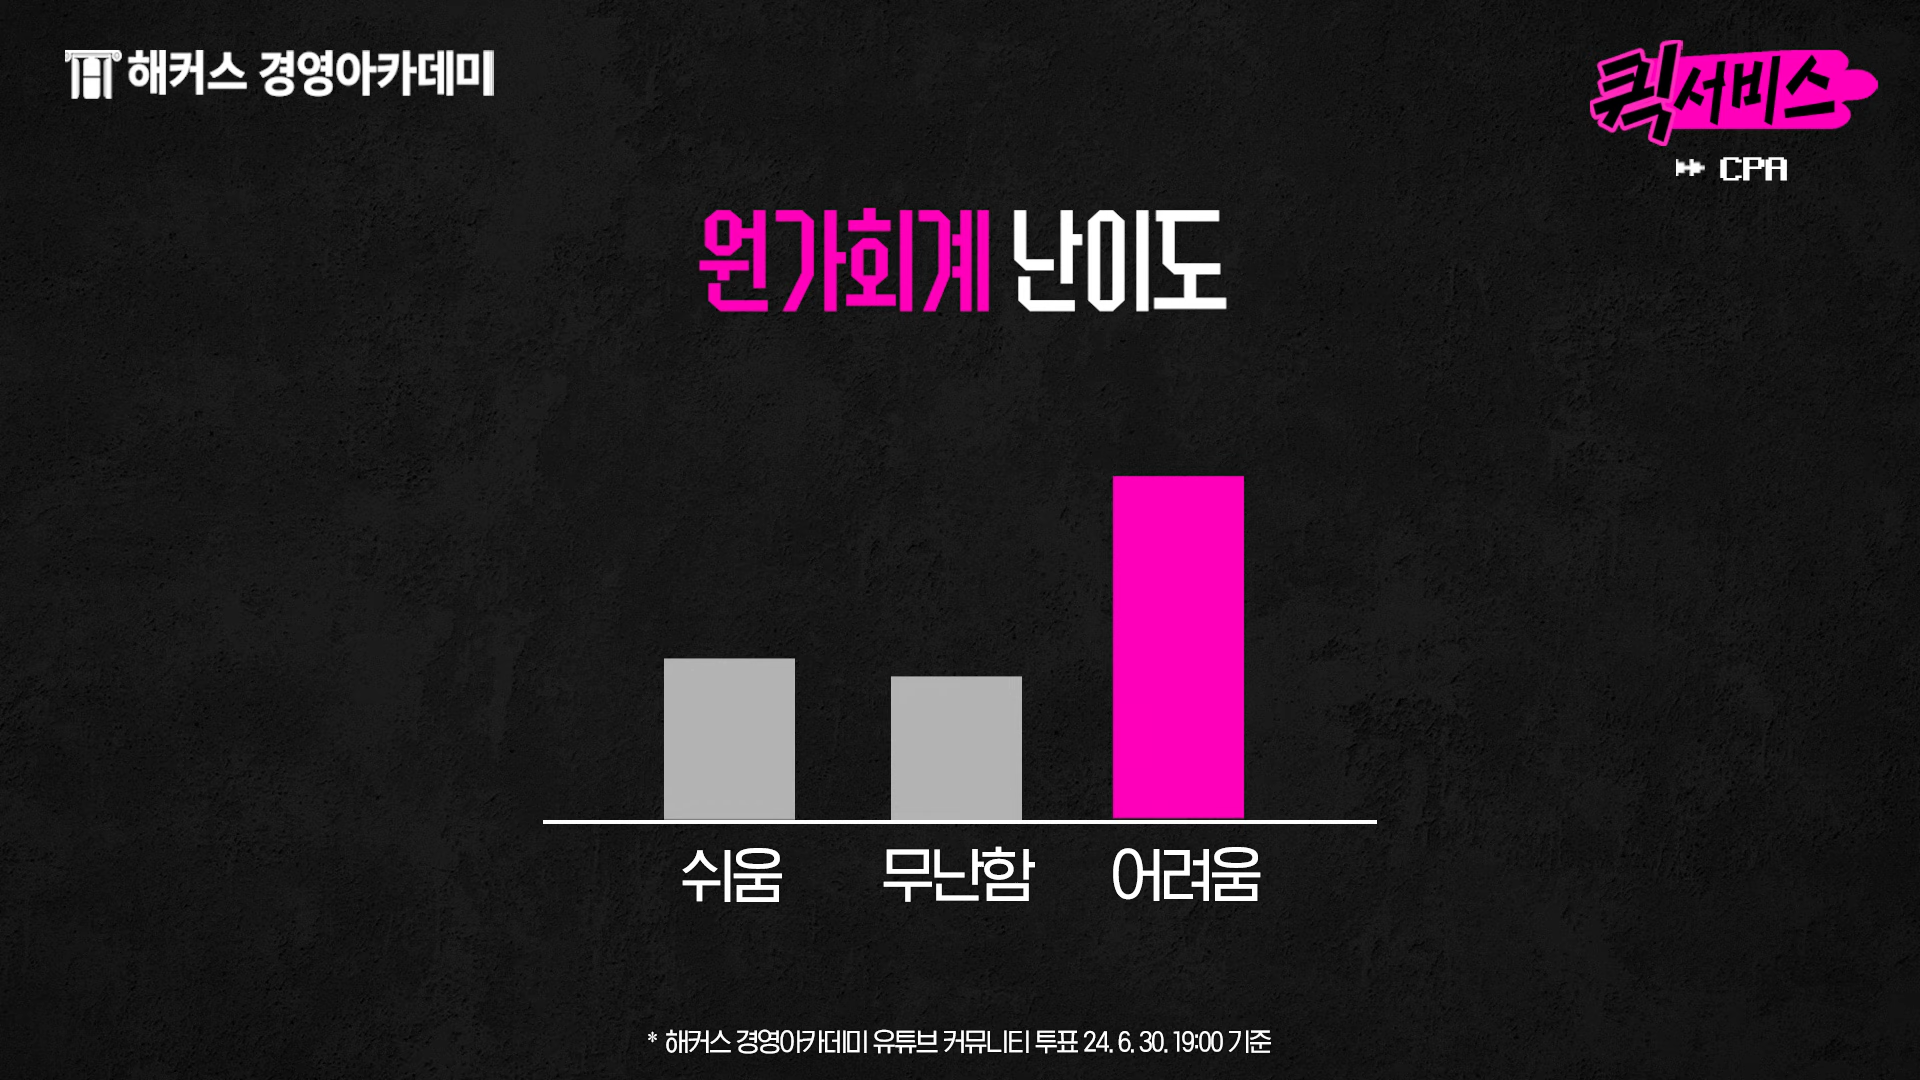 해커스 경영아카데미
퀵서비스
CPA
원가회계 난이도
쉬움 무난함 어려움
* 해커스 경영아카데미 유튜브 커뮤니티 투표 24. 6. 30. 19:00 기준